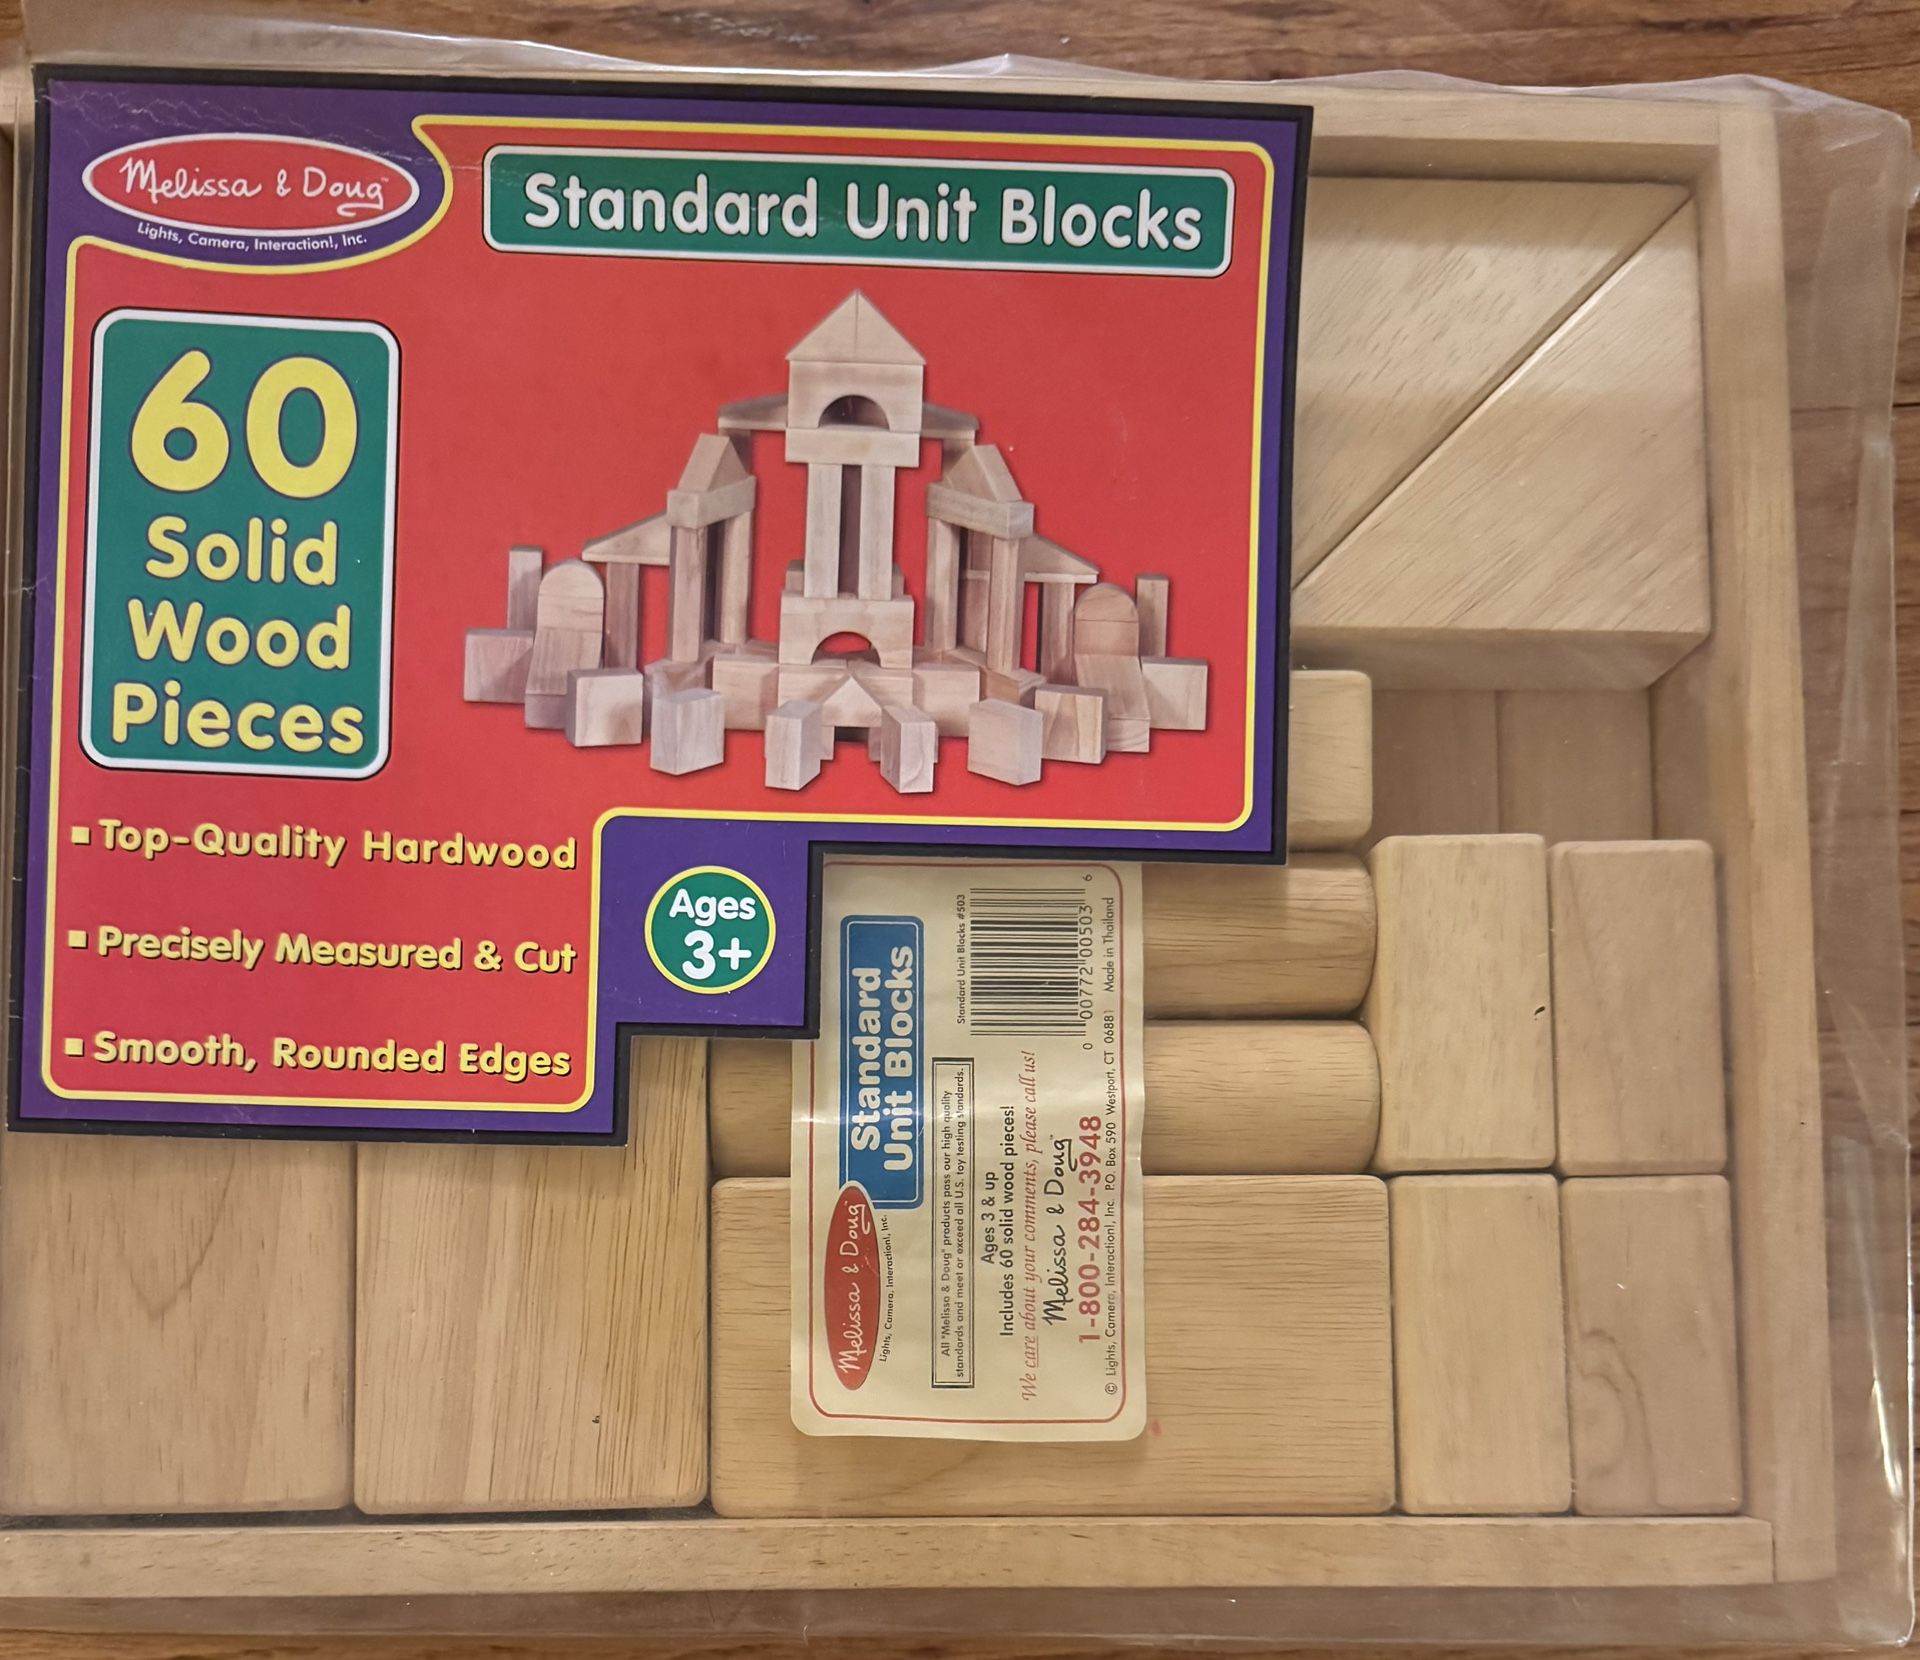 Melissa & Doug™
Lights, Camera, Interaction!, Inc.
Standard Unit Blocks
60
Solid
Wood
Pieces
Top-Quality Hardwood
Precisely Measured & Cut
Smooth, Rounded Edges
Ages
3+
Melissa & Doug™
Lights, Camera, Interaction!, Inc.
Standard
Unit Blocks
All "Melissa & Doug" products pass our high quality
standards and meet or exceed all U.S. toy testing standards.
Ages 3 & up
Includes 60 solid wood pieces!
We care about your comments, please call us!
Melissa & Doug™
1-800-284-3948
© Lights, Camera, Interaction!, Inc. P.O. Box 590 Westport, CT 06881 Made in Thailand
Standard Unit Blocks #503
0 00772 00503 6